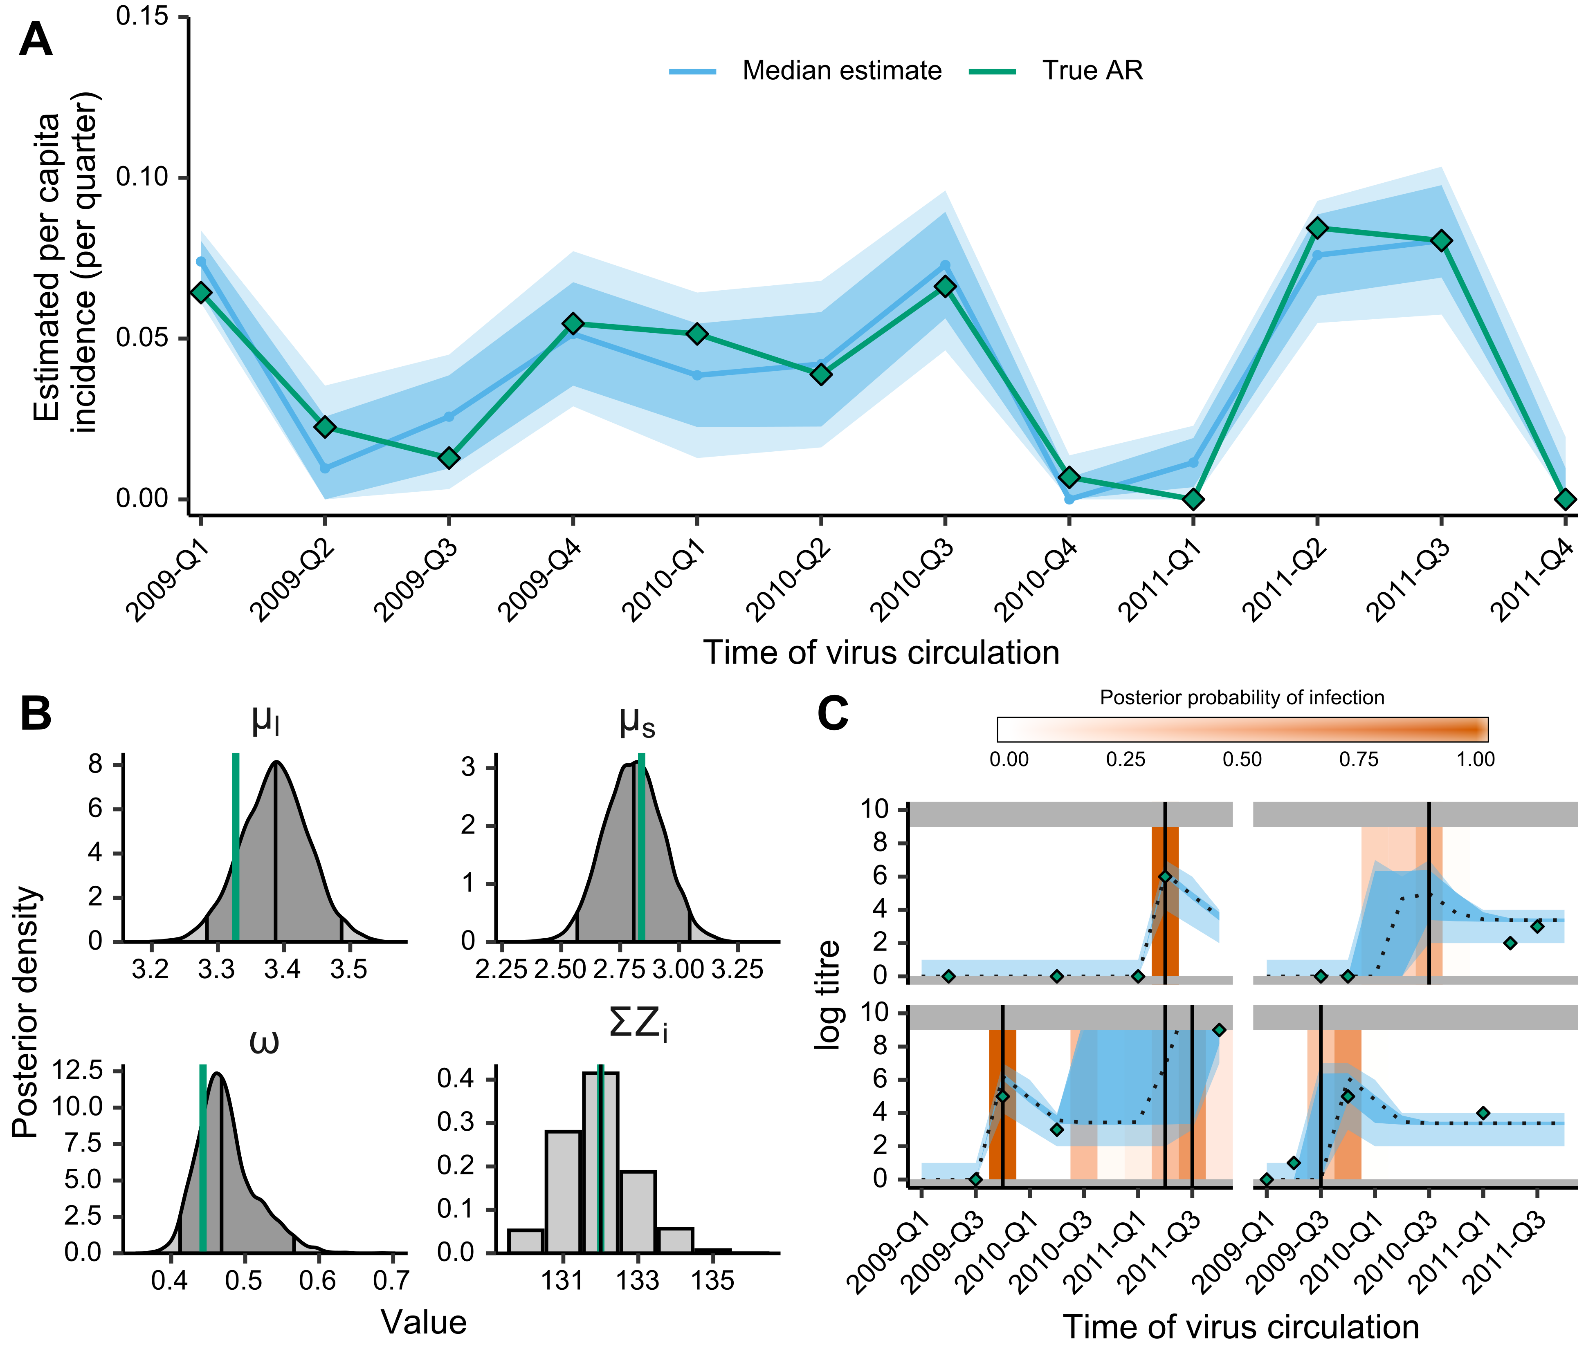 A
0.15
0.10
0.05
0.00
Estimated per capita
incidence (per quarter)
Median estimate
True AR
2009-Q1
2009-Q2
2009-Q3
2009-Q4
2010-Q1
2010-Q2
2010-Q3
2010-Q4
2011-Q1
2011-Q2
2011-Q3
2011-Q4
Time of virus circulation
B
Posterior density
μl
8
6
4
2
0
3.2 3.3 3.4 3.5
μs
3
2
1
0
2.25 2.50 2.75 3.00 3.25
ω
12.5
10.0
7.5
5.0
2.5
0.0
0.4 0.5 0.6 0.7
ΣZi
0.4
0.3
0.2
0.1
0.0
131 133 135
Value
C
Posterior probability of infection
0.00 0.25 0.50 0.75 1.00
log titre
10
8
6
4
2
0
10
8
6
4
2
0
2009-Q1
2009-Q3
2010-Q1
2010-Q3
2011-Q1
2011-Q3
2009-Q1
2009-Q3
2010-Q1
2010-Q3
2011-Q1
2011-Q3
Time of virus circulation